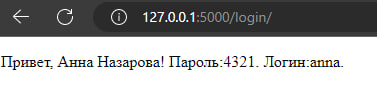 127.0.0.1:5000/login/
Привет, Анна Назарова! Пароль:4321. Логин:anna.